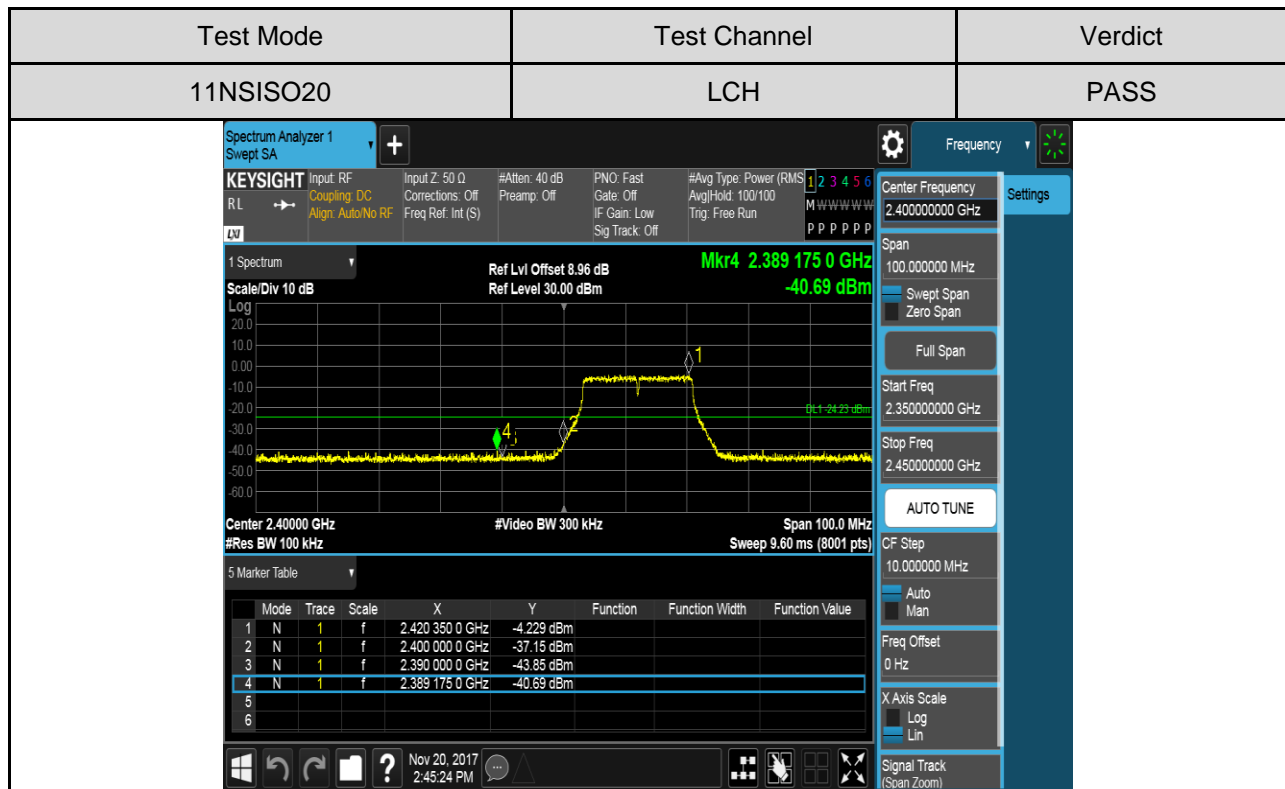 Test Mode Test Channel Verdict
11NSISO20 LCH PASS
Spectrum Analyzer 1
Swept SA
+
Frequency
KEYSIGHT Input: RF Input Z: 50 Ω #Atten: 40 dB PNO: Fast #Avg Type: Power (RMS 1 2 3 4 5 6
RL Coupling: DC Corrections: Off Preamp: Off Gate: Off Avg|Hold: 100/100 M W W W W W
Align: Auto/No RF Freq Ref: Int (S) IF Gain: Low Trig: Free Run
LXI Sig Track: Off P P P P P P
1 Spectrum
Ref Lvl Offset 8.96 dB Mkr4 2.389 175 0 GHz
Scale/Div 10 dB Ref Level 30.00 dBm -40.69 dBm
Log
20.0
10.0
0.00
-10.0
-20.0
-30.0
-40.0
-50.0
-60.0
1
DL1 -24.23 dBm
4
2
Center 2.40000 GHz #Video BW 300 kHz Span 100.0 MHz
#Res BW 100 kHz Sweep 9.60 ms (8001 pts)
5 Marker Table
Mode Trace Scale X Y Function Function Width Function Value
1 N 1 f 2.420 350 0 GHz -4.229 dBm
2 N 1 f 2.400 000 0 GHz -37.15 dBm
3 N 1 f 2.390 000 0 GHz -43.85 dBm
4 N 1 f 2.389 175 0 GHz -40.69 dBm
5
6
?
Nov 20, 2017
2:45:24 PM
Center Frequency
2.400000000 GHz
Settings
Span
100.000000 MHz
Swept Span
Zero Span
Full Span
Start Freq
2.350000000 GHz
Stop Freq
2.450000000 GHz
AUTO TUNE
CF Step
10.000000 MHz
Auto
Man
Freq Offset
0 Hz
X Axis Scale
Log
Lin
Signal Track
(Span Zoom)